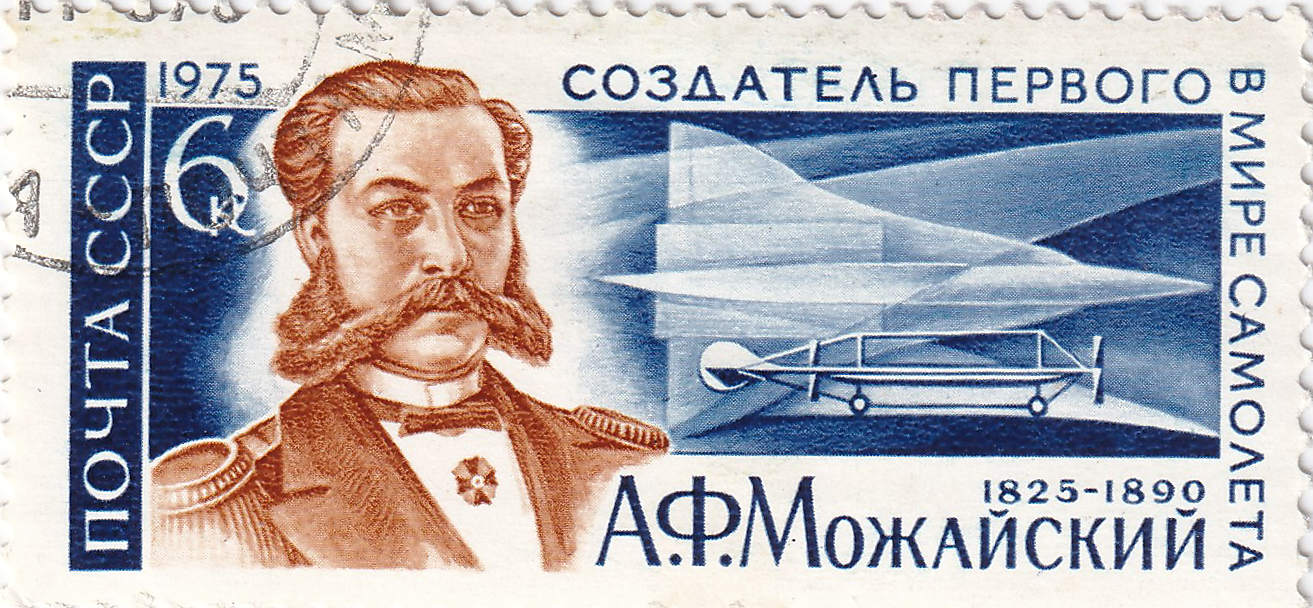 ПОЧТА СССР
1975
6к
СОЗДАТЕЛЬ ПЕРВОГО
В МИРЕ САМОЛЕТА
1825-1890
А.Ф.МОЖАЙСКИЙ